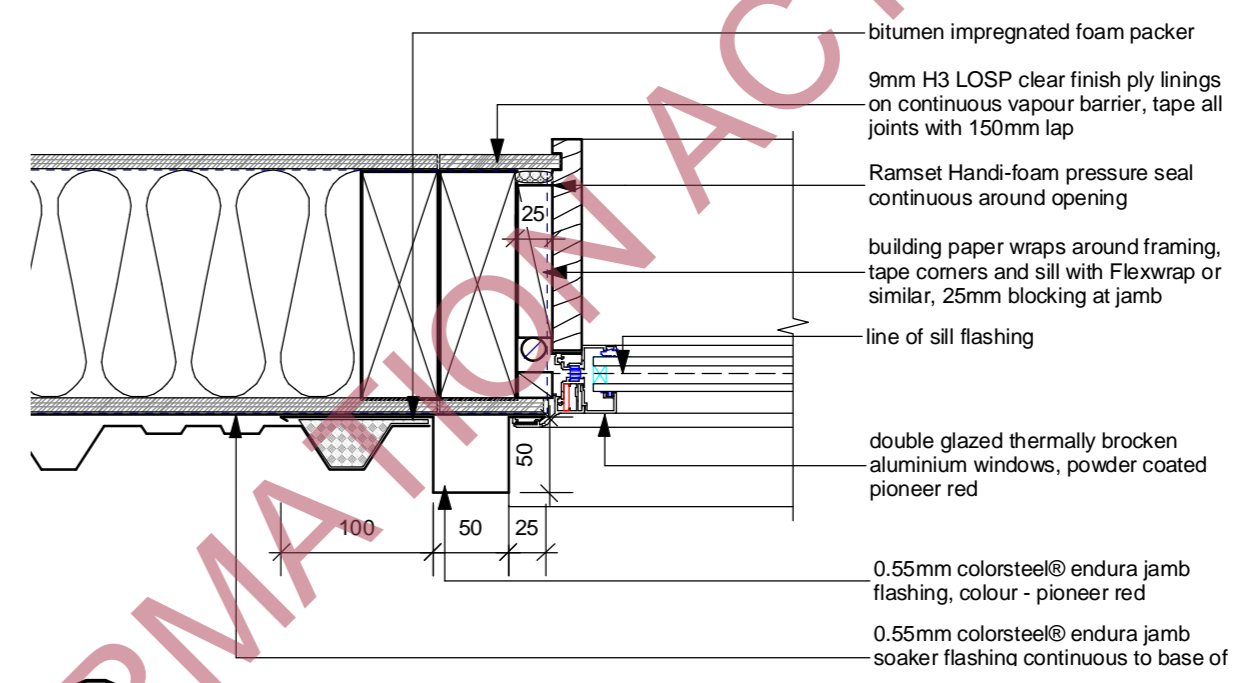 bitumen impregnated foam packer
9mm H3 LOSP clear finish ply linings
on continuous vapour barrier, tape all
joints with 150mm lap
Ramset Handi-foam pressure seal
continuous around opening
25
building paper wraps around framing,
tape corners and sill with Flexwrap or
similar, 25mm blocking at jamb
line of sill flashing
double glazed thermally brocken
aluminium windows, powder coated
pioneer red
50
100
50
25
0.55mm colorsteel® endura jamb
flashing, colour - pioneer red
0.55mm colorsteel® endura jamb
soaker flashing continuous to base of
RMATION ACT